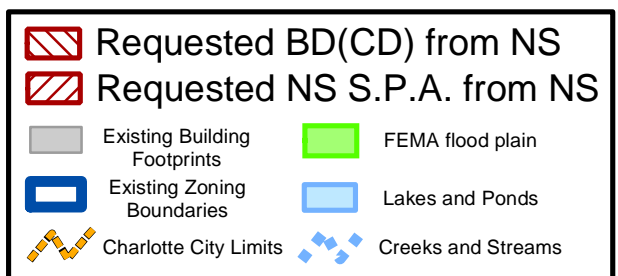 Requested BD(CD) from NS
Requested NS S.P.A. from NS
Existing Building
Footprints
FEMA flood plain
Existing Zoning
Boundaries
Lakes and Ponds
Charlotte City Limits
Creeks and Streams